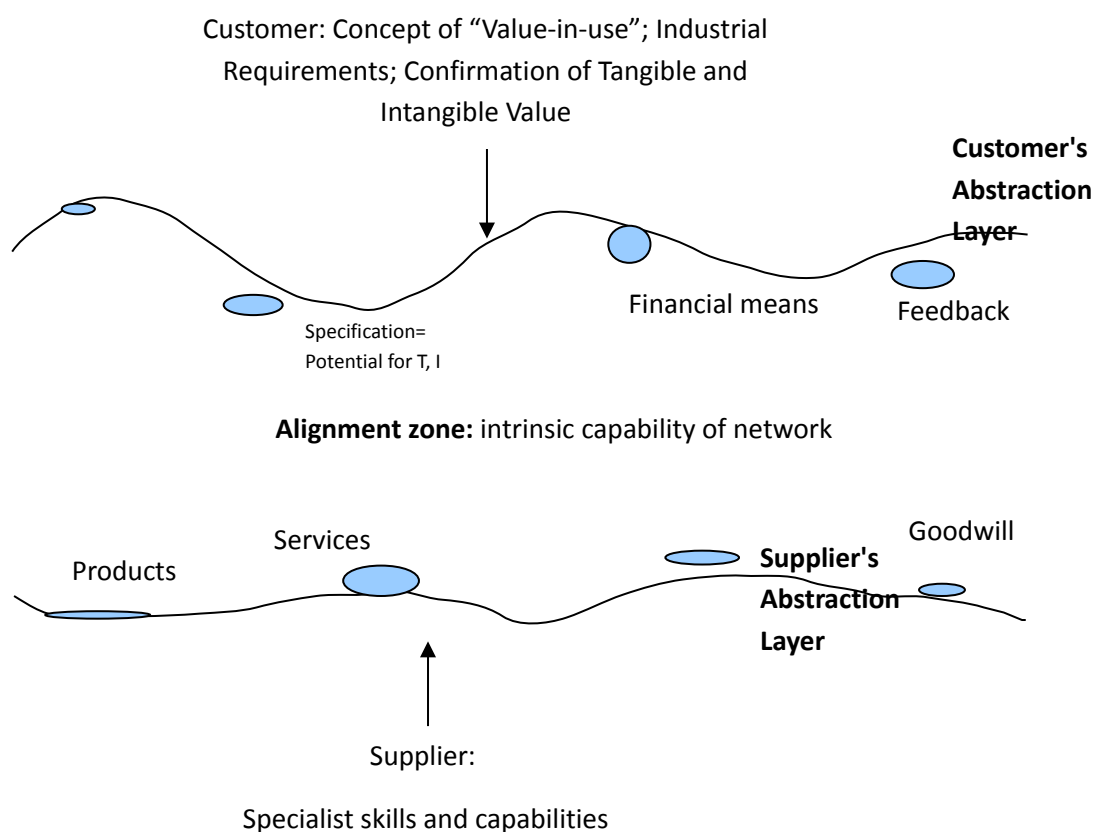 Customer: Concept of “Value-in-use”; Industrial
Requirements; Confirmation of Tangible and
Intangible Value
Customer's
Abstraction
Layer
Financial means
Feedback
Specification=
Potential for T, I
Alignment zone: intrinsic capability of network
Goodwill
Services
Products
Supplier's
Abstraction
Layer
Supplier:
Specialist skills and capabilities